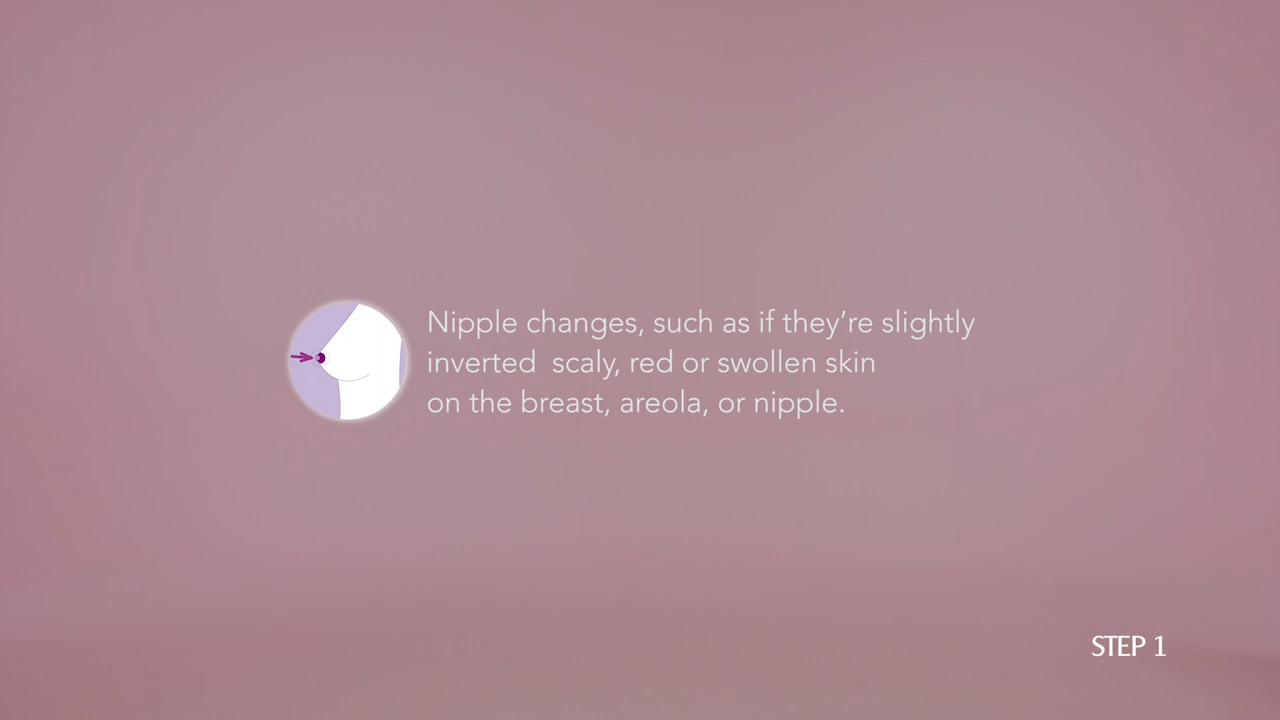 Nipple changes, such as if they're slightly
inverted  scaly, red or swollen skin
on the breast, areola, or nipple.
STEP 1